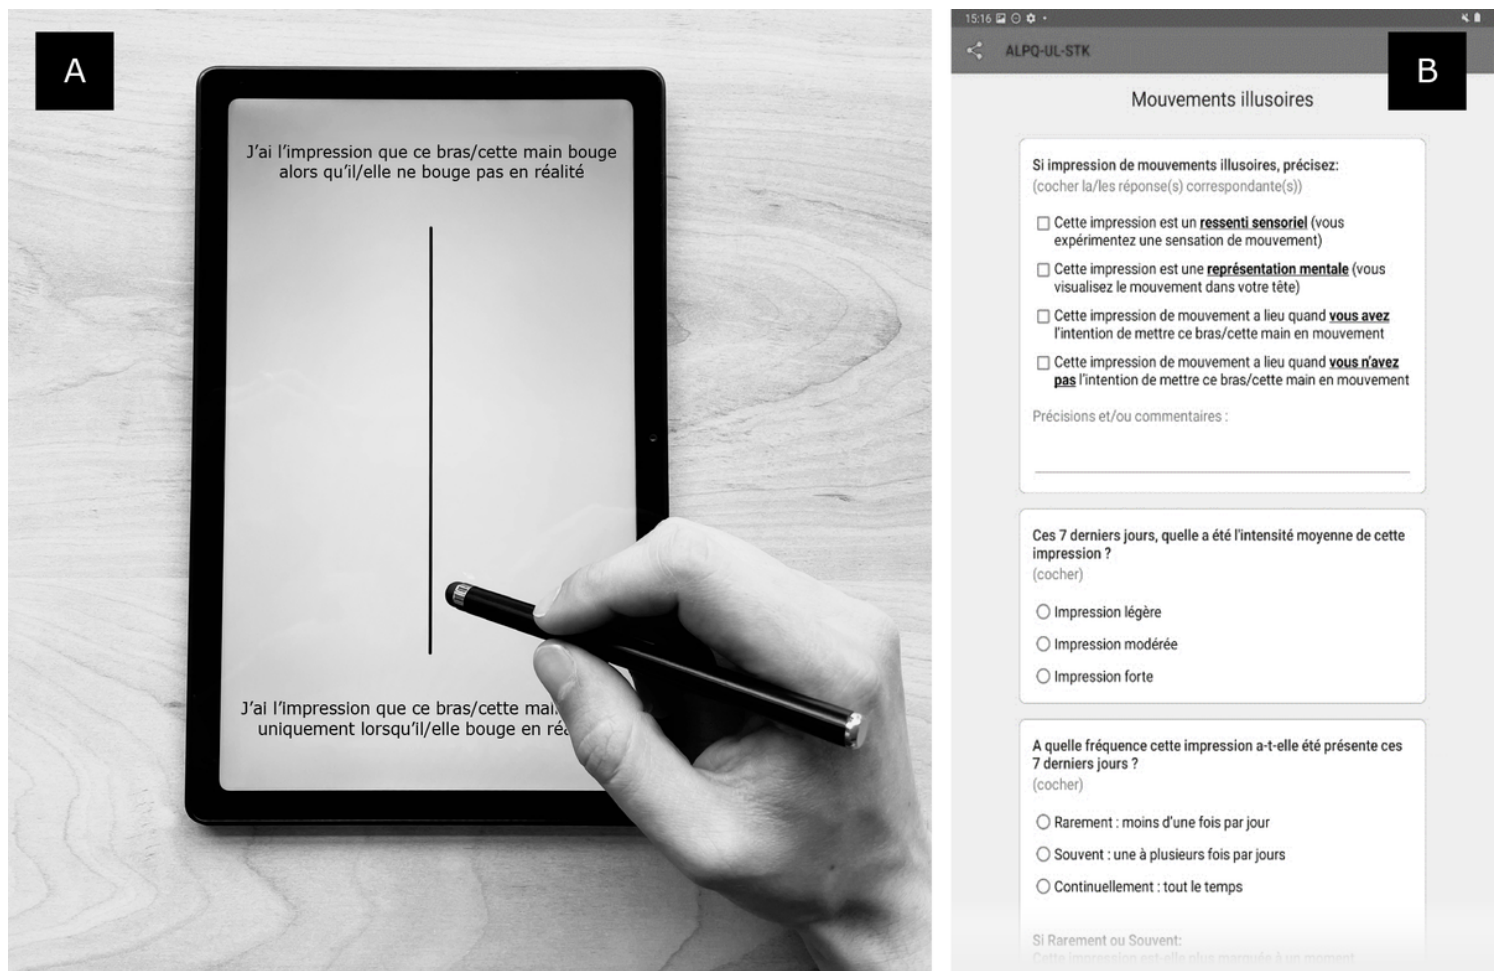 A
J'ai l'impression que ce bras/cette main bouge
alors qu'il/elle ne bouge pas en réalité
J'ai l'impression que ce bras/cette
uniquement lorsqu'il/elle bouge en
15:16
ALPQ-UL-STK
B
Mouvements illusoires
Si impression de mouvements illusoires, précisez:
(cocher la/les réponse(s) correspondante(s))
Cette impression est un ressenti sensoriel (vous
expérimentez une sensation de mouvement)
Cette impression est une représentation mentale (vous
visualisez le mouvement dans votre tête)
Cette impression de mouvement a lieu quand vous avez
l'intention de mettre ce bras/cette main en mouvement
Cette impression de mouvement a lieu quand vous n'avez
pas l'intention de mettre ce bras/cette main en mouvement
Précisions et/ou commentaires :
Ces 7 derniers jours, quelle a été l'intensité moyenne de cette
impression ?
(cocher)
Impression légère
Impression modérée
Impression forte
A quelle fréquence cette impression a-t-elle été présente ces
7 derniers jours ?
(cocher)
Rarement : moins d'une fois par jour
Souvent : une à plusieurs fois par jours
Continuellement : tout le temps
Si Rarement ou Souvent:
Cette impression est-elle plus marquée à un moment